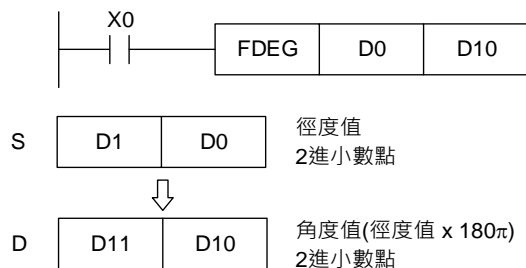 X0
FDEG D0 D10
S D1 D0 徑度值
2進小數點
D D11 D10 角度值(徑度值 x 180π)
2進小數點